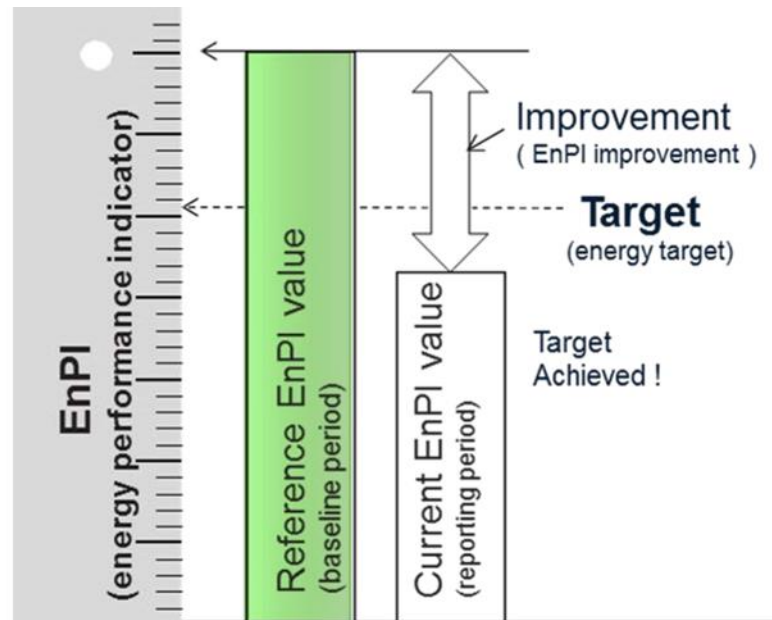 EnPI
(energy performance indicator)
Reference EnPI value
(baseline period)
Current EnPI value
(reporting period)
Improvement
( EnPI improvement )
Target
(energy target)
Target
Achieved !